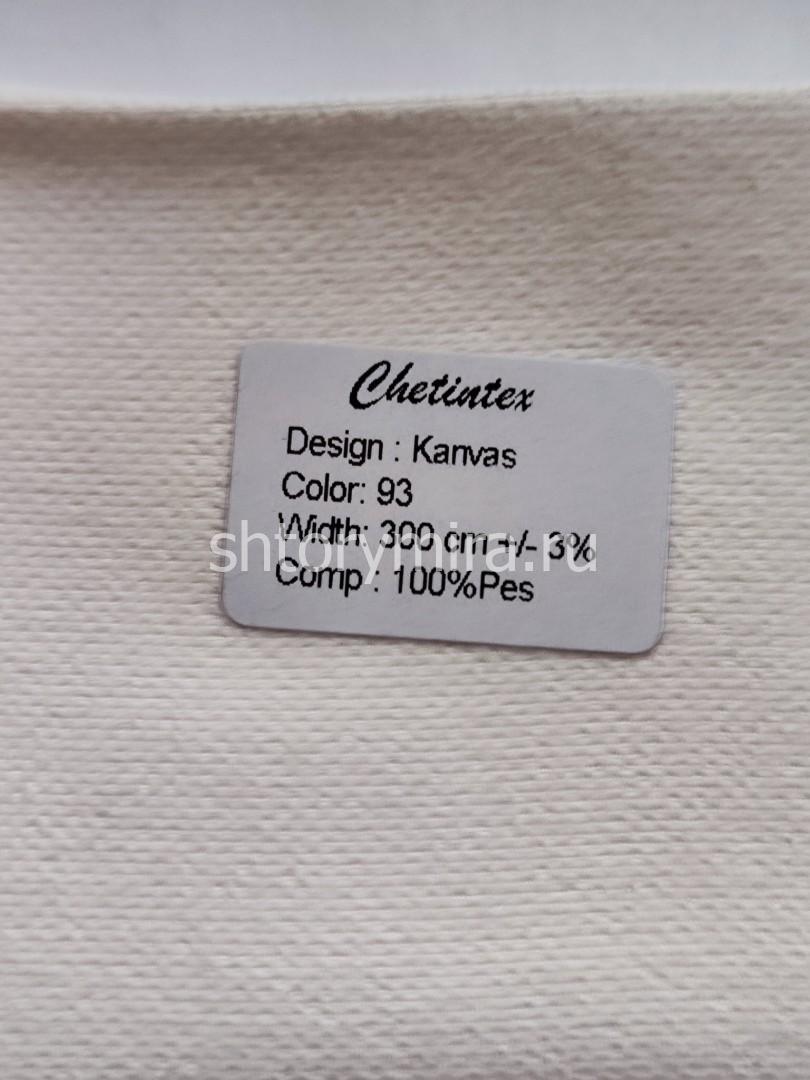 Chetintex
Design : Kanvas
Color: 93
Width: 300 cm +/- 3%
shtorymira.ru
Comp : 100%Pes